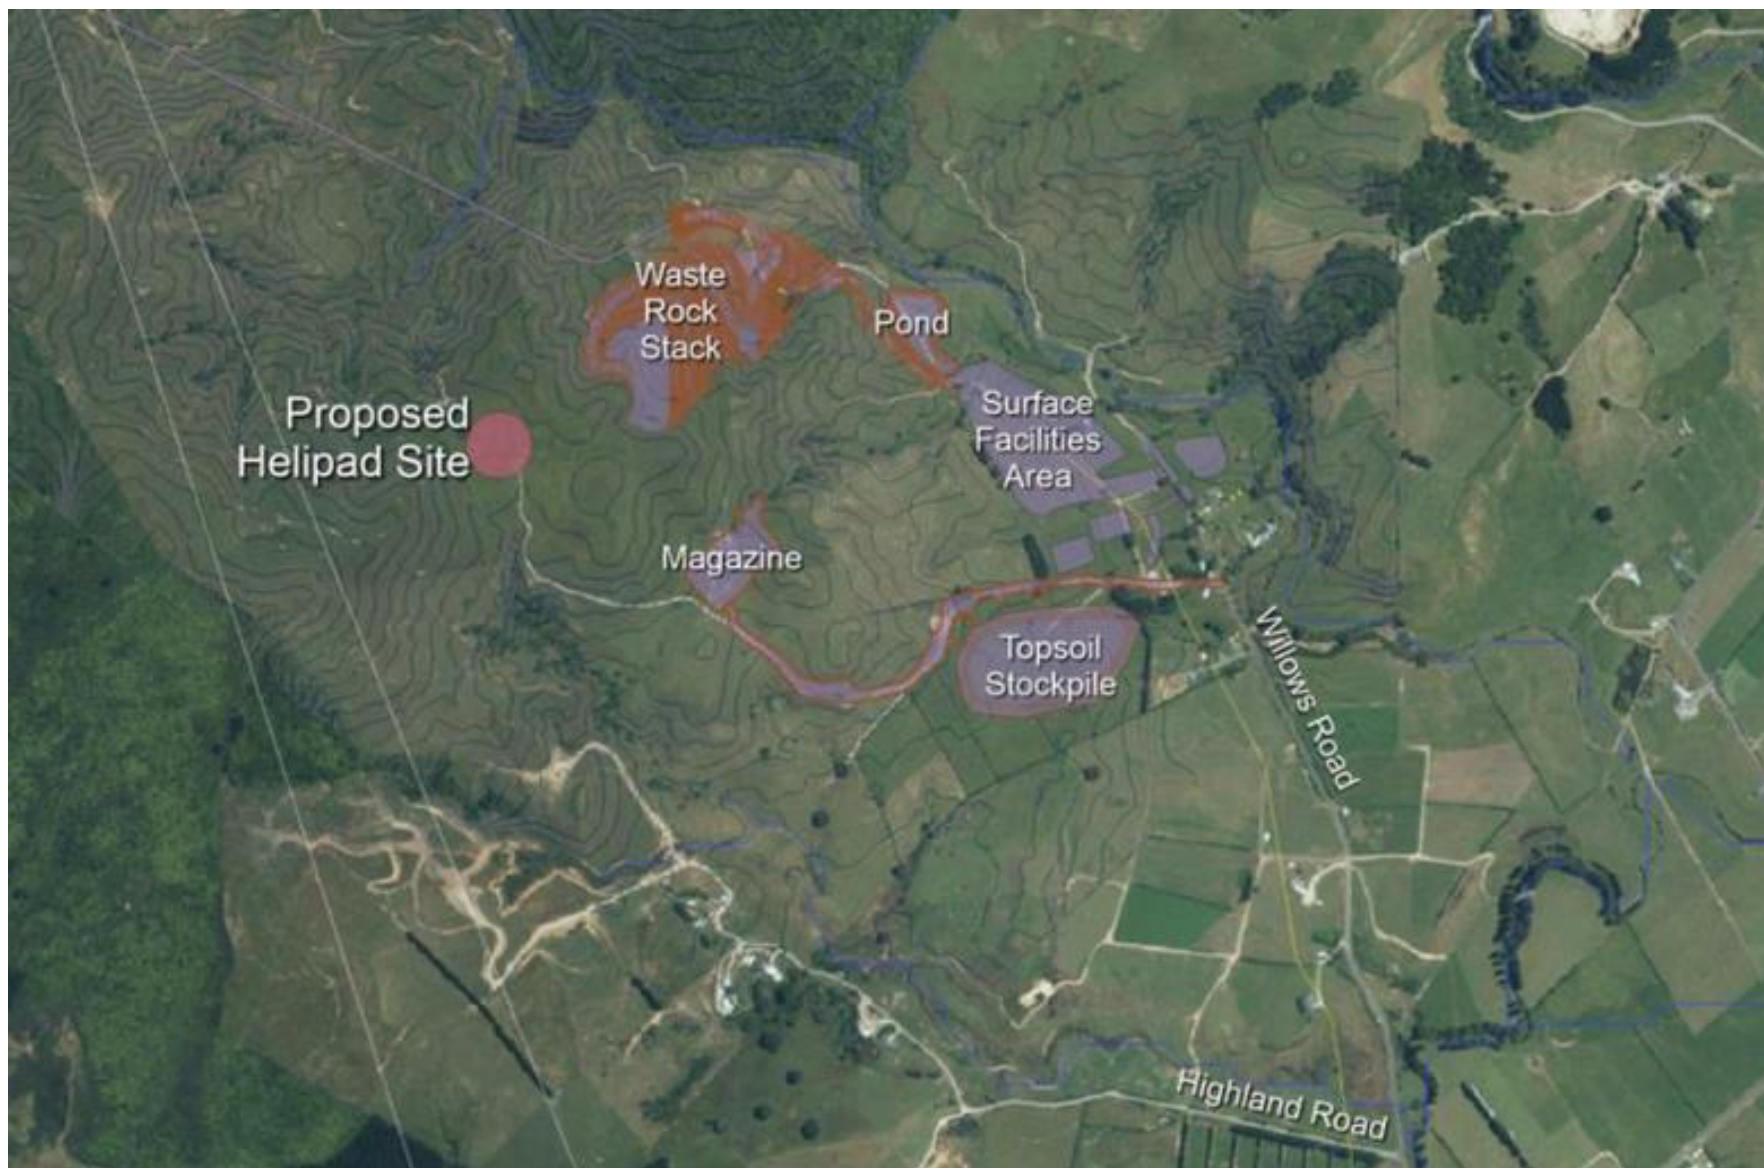 Waste
Rock
Stack
Pond
Proposed
Helipad Site
Surface
Facilities
Area
Magazine
Topsoil
Stockpile
Willows Road
Highland Road